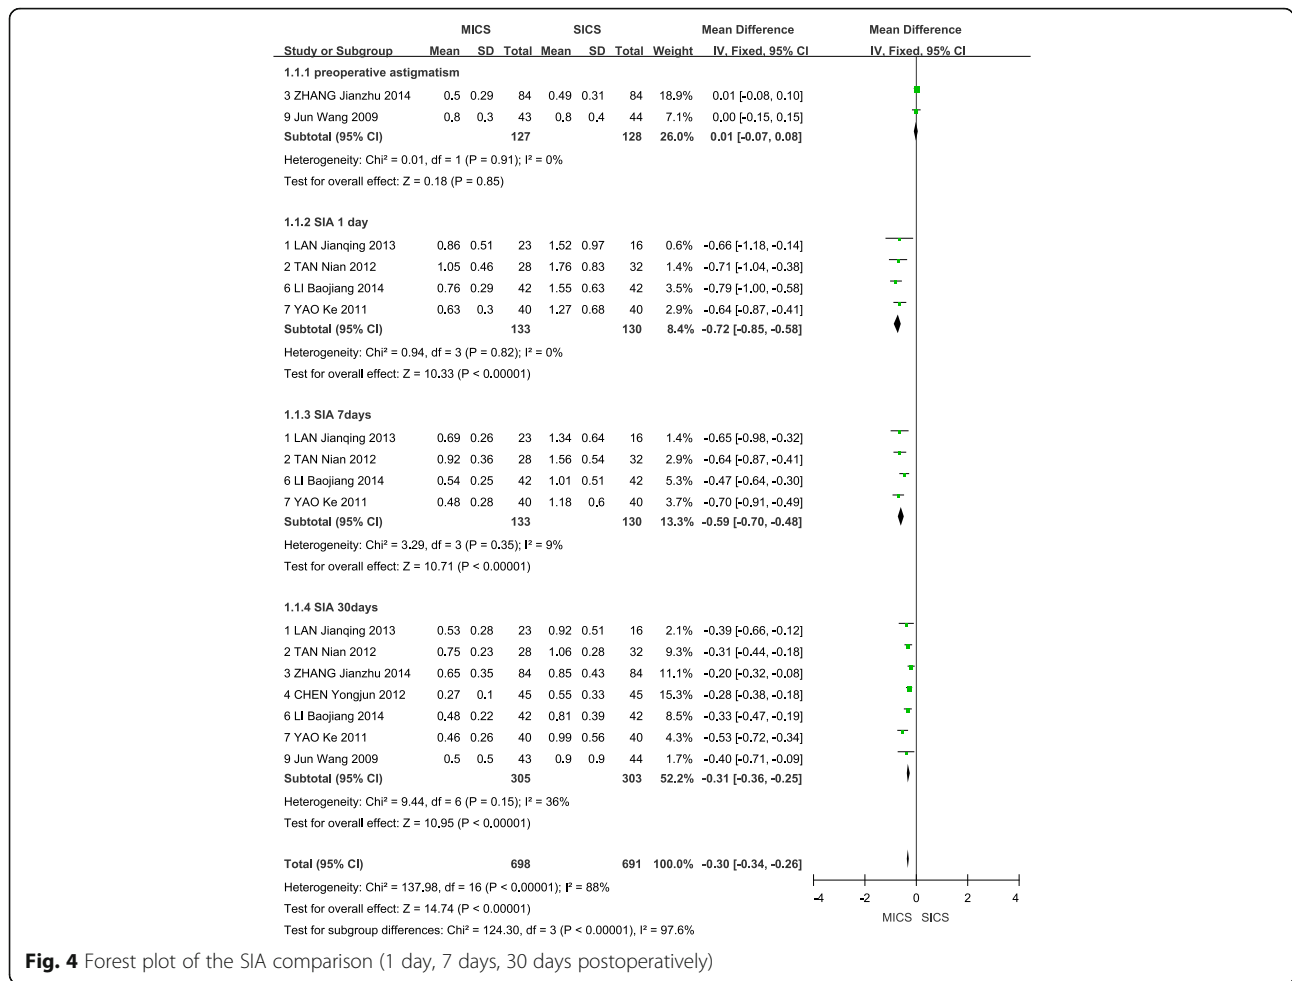 MICS SICS Mean Difference Mean Difference
Study or Subgroup Mean SD Total Mean SD Total Weight IV, Fixed, 95% CI IV, Fixed, 95% CI
1.1.1 preoperative astigmatism
3 ZHANG Jianzhu 2014 0.5 0.29 84 0.49 0.31 84 18.9% 0.01 [-0.08, 0.10]
9 Jun Wang 2009 0.8 0.3 43 0.8 0.4 44 7.1% 0.00 [-0.15, 0.15]
Subtotal (95% CI) 127 128 26.0% 0.01 [-0.07, 0.08]
Heterogeneity: Chi² = 0.01, df = 1 (P = 0.91); I² = 0%
Test for overall effect: Z = 0.18 (P = 0.85)
1.1.2 SIA 1 day
1 LAN Jianqing 2013 0.86 0.51 23 1.52 0.97 16 0.6% -0.66 [-1.18, -0.14]
2 TAN Nian 2012 1.05 0.46 28 1.76 0.83 32 1.4% -0.71 [-1.04, -0.38]
6 LI Baojiang 2014 0.76 0.29 42 1.55 0.63 42 3.5% -0.79 [-1.00, -0.58]
7 YAO Ke 2011 0.63 0.3 40 1.27 0.68 40 2.9% -0.64 [-0.87, -0.41]
Subtotal (95% CI) 133 130 8.4% -0.72 [-0.85, -0.58]
Heterogeneity: Chi² = 0.94, df = 3 (P = 0.82); I² = 0%
Test for overall effect: Z = 10.33 (P < 0.00001)
1.1.3 SIA 7days
1 LAN Jianqing 2013 0.69 0.26 23 1.34 0.64 16 1.4% -0.65 [-0.98, -0.32]
2 TAN Nian 2012 0.92 0.36 28 1.56 0.54 32 2.9% -0.64 [-0.87, -0.41]
6 LI Baojiang 2014 0.54 0.25 42 1.01 0.51 42 5.3% -0.47 [-0.64, -0.30]
7 YAO Ke 2011 0.48 0.28 40 1.18 0.6 40 3.7% -0.70 [-0.91, -0.49]
Subtotal (95% CI) 133 130 13.3% -0.59 [-0.70, -0.48]
Heterogeneity: Chi² = 3.29, df = 3 (P = 0.35); I² = 9%
Test for overall effect: Z = 10.71 (P < 0.00001)
1.1.4 SIA 30days
1 LAN Jianqing 2013 0.53 0.28 23 0.92 0.51 16 2.1% -0.39 [-0.66, -0.12]
2 TAN Nian 2012 0.75 0.23 28 1.06 0.28 32 9.3% -0.31 [-0.44, -0.18]
3 ZHANG Jianzhu 2014 0.65 0.35 84 0.85 0.43 84 11.1% -0.20 [-0.32, -0.08]
4 CHEN Yongjun 2012 0.27 0.1 45 0.55 0.33 45 15.3% -0.28 [-0.38, -0.18]
6 LI Baojiang 2014 0.48 0.22 42 0.81 0.39 42 8.5% -0.33 [-0.47, -0.19]
7 YAO Ke 2011 0.46 0.26 40 0.99 0.56 40 4.3% -0.53 [-0.72, -0.34]
9 Jun Wang 2009 0.5 0.5 43 0.9 0.9 44 1.7% -0.40 [-0.71, -0.09]
Subtotal (95% CI) 305 303 52.2% -0.31 [-0.36, -0.25]
Heterogeneity: Chi² = 9.44, df = 6 (P = 0.15); I² = 36%
Test for overall effect: Z = 10.95 (P < 0.00001)
Total (95% CI) 698 691 100.0% -0.30 [-0.34, -0.26]
Heterogeneity: Chi² = 137.98, df = 16 (P < 0.00001); I² = 88%
Test for overall effect: Z = 14.74 (P < 0.00001)
Test for subgroup differences: Chi² = 124.30, df = 3 (P < 0.00001), I² = 97.6%
-4 -2 0 2 4
MICS SICS
Fig. 4 Forest plot of the SIA comparison (1 day, 7 days, 30 days postoperatively)